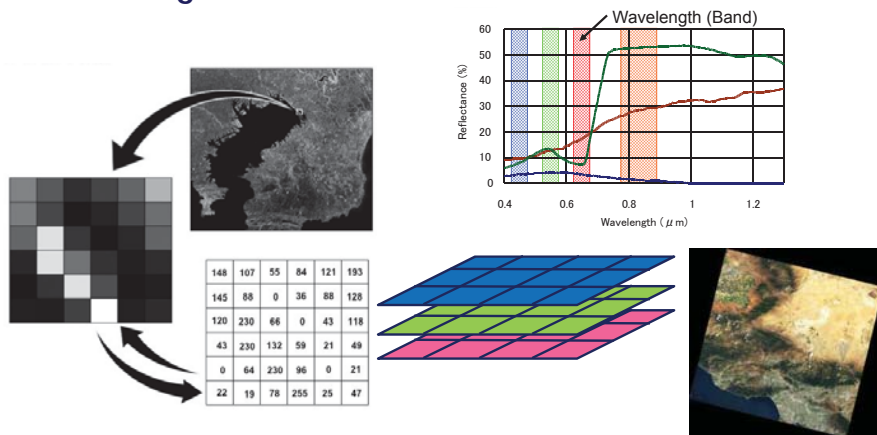 Wavelength (Band)
60
50
40
30
20
10
0
Reflectance (%)
0.4 0.6 0.8 1 1.2
Wavelength (μm)
148 107 55 84 121 193
145 88 0 36 88 128
120 230 66 0 43 118
43 230 132 59 21 49
0 64 230 96 0 21
22 19 78 255 25 47